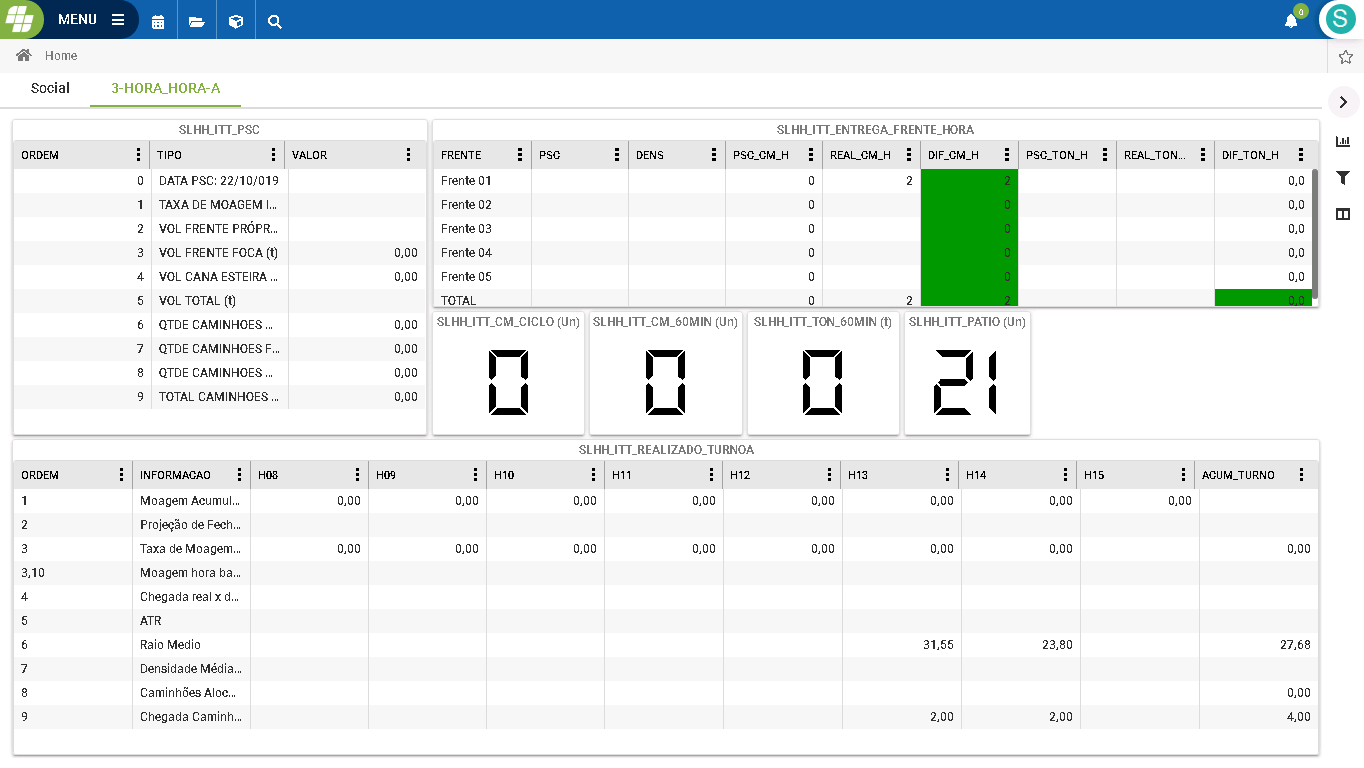 MENU
0
S
Home
Social 3-HORA_HORA-A
SLHH_ITT_PSC
ORDEM TIPO VALOR
0 DATA PSC: 22/10/019
1 TAXA DE MOAGEM I...
2 VOL FRENTE PRÓPR...
3 VOL FRENTE FOCA (t) 0,00
4 VOL CANA ESTEIRA ... 0,00
5 VOL TOTAL (t)
6 QTDE CAMINHOES ... 0,00
7 QTDE CAMINHOES F... 0,00
8 QTDE CAMINHOES ... 0,00
9 TOTAL CAMINHOES ... 0,00
SLHH_ITT_ENTREGA_FRENTE_HORA
FRENTE PSC DENS PSC_CM_H REAL_CM_H DIF_CM_H PSC_TON_H REAL_TON... DIF_TON_H
Frente 01 0 2 2 0,0
Frente 02 0 0,0
Frente 03 0 0,0
Frente 04 0 0,0
Frente 05 0 0,0
TOTAL 0 2 2 0,0
SLHH_ITT_CM_CICLO (Un) SLHH_ITT_CM_60MIN (Un) SLHH_ITT_TON_60MIN (t) SLHH_ITT_PATIO (Un)
0 0 0 21
SLHH_ITT_REALIZADO_TURNOA
ORDEM INFORMACAO H08 H09 H10 H11 H12 H13 H14 H15 ACUM_TURNO
1 Moagem Acumul... 0,00 0,00 0,00 0,00 0,00 0,00 0,00 0,00
2 Projeção de Fech...
3 Taxa de Moagem... 0,00 0,00 0,00 0,00 0,00 0,00 0,00 0,00
3,10 Moagem hora ba...
4 Chegada real x d...
5 ATR
6 Raio Medio 31,55 23,80 27,68
7 Densidade Média...
8 Caminhões Aloc... 0,00
9 Chegada Caminh... 2,00 2,00 4,00